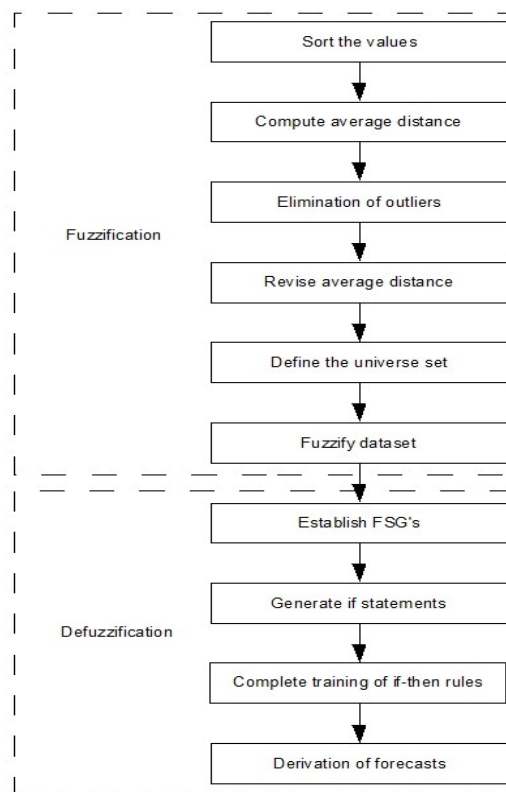 Sort the values
Compute average distance
Elimination of outliers
Fuzzification
Revise average distance
Define the universe set
Fuzzify dataset
Establish FSG's
Generate if statements
Defuzzification
Complete training of if-then rules
Derivation of forecasts